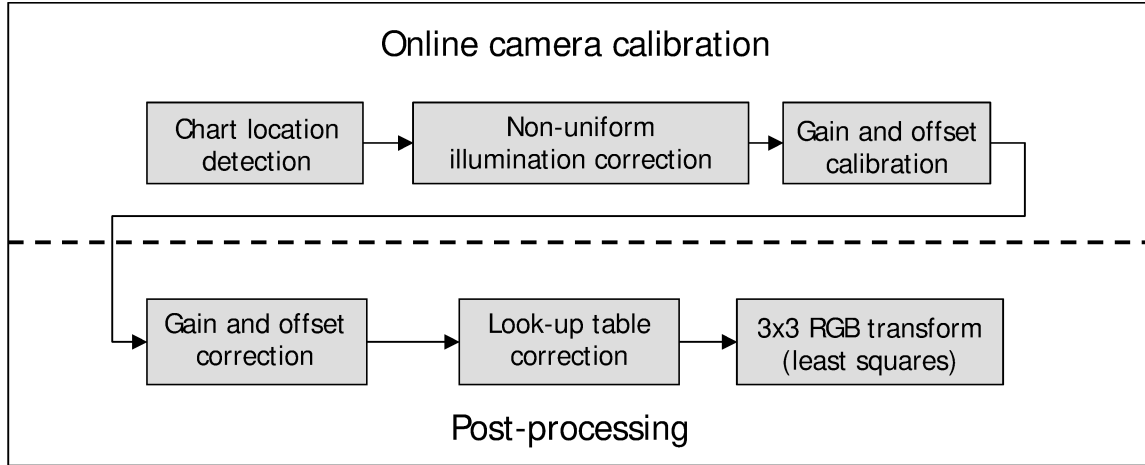 Online camera calibration
Chart location
detection
Non-uniform
illumination correction
Gain and offset
calibration
Gain and offset
correction
Look-up table
correction
3x3 RGB transform
(least squares)
Post-processing